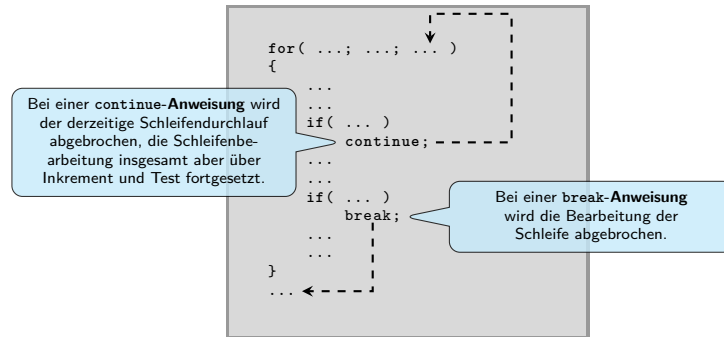 for( ...; ...; ... )
{
...
...
if( ... )
continue;
...
...
if( ... )
break;
...
...
}
...
Bei einer continue-Anweisung wird
der derzeitige Schleifendurchlauf
abgebrochen, die Schleifenbe-
arbeitung insgesamt aber über
Inkrement und Test fortgesetzt.
Bei einer break-Anweisung
wird die Bearbeitung der
Schleife abgebrochen.